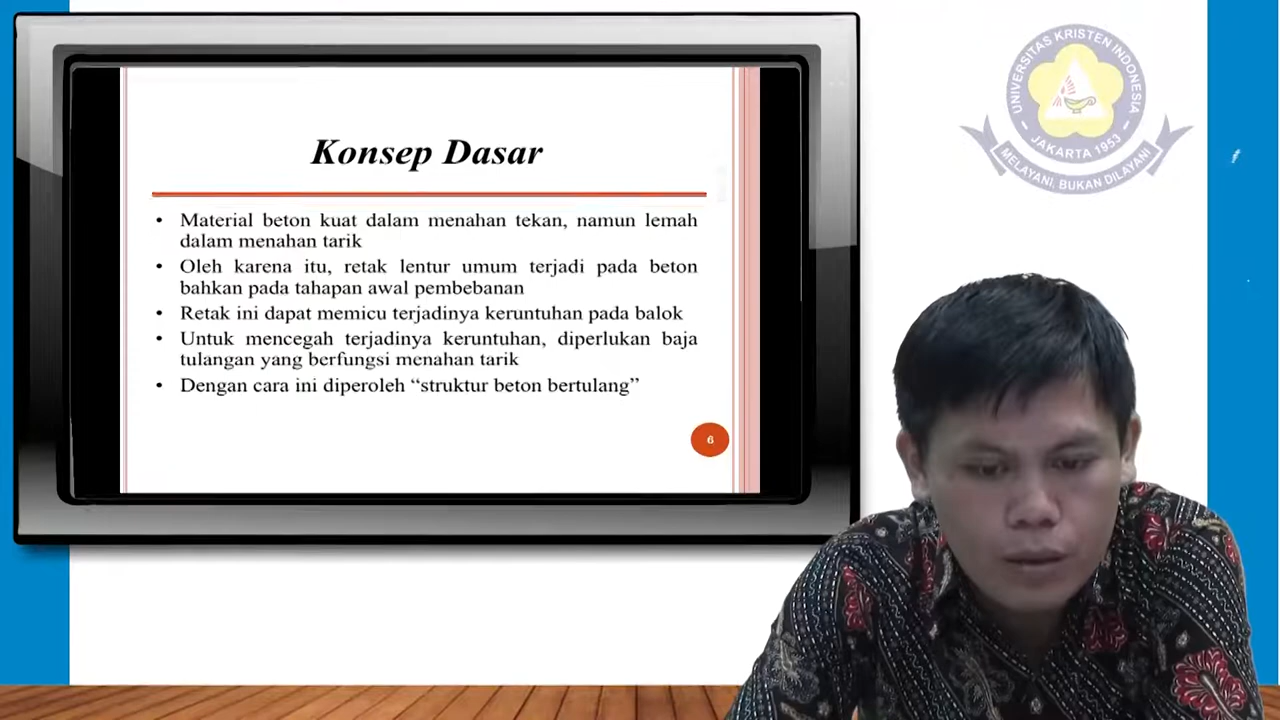 Konsep Dasar
• Material beton kuat dalam menahan tekan, namun lemah
dalam menahan tarik
• Oleh karena itu, retak lentur umum terjadi pada beton
bahkan pada tahapan awal pembebanan
• Retak ini dapat memicu terjadinya keruntuhan pada balok
• Untuk mencegah terjadinya keruntuhan, diperlukan baja
tulangan yang berfungsi menahan tarik
• Dengan cara ini diperoleh “struktur beton bertulang”
6
UNIVERSITAS KRISTEN INDONESIA
- JAKARTA 1953 -
MELAYANI, BUKAN DILAYANI